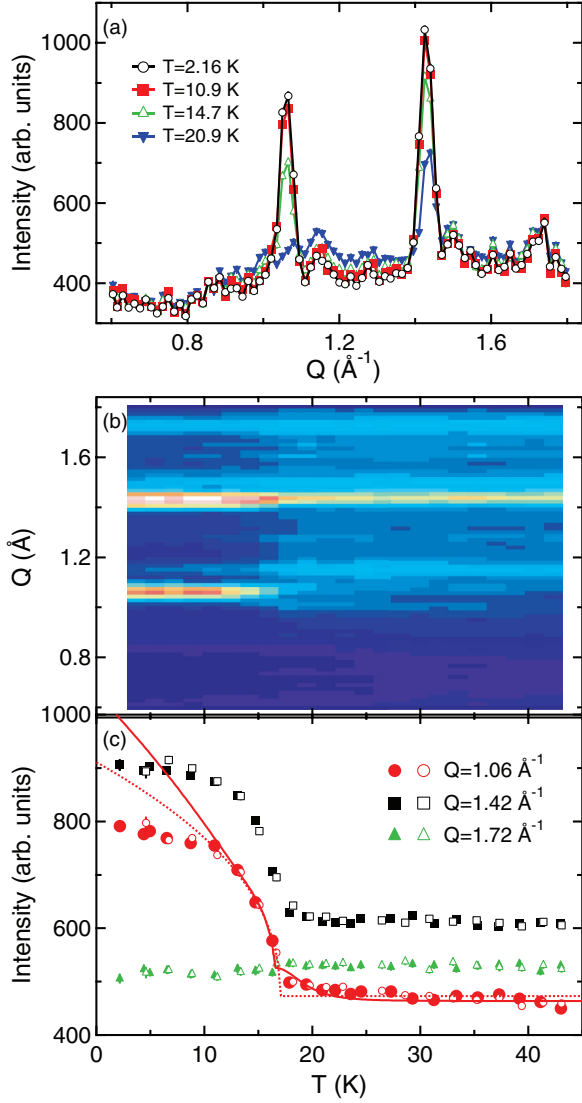 (a)
1000
800
600
400
Intensity (arb. units)
T=2.16 K
T=10.9 K
T=14.7 K
T=20.9 K
0.8 1.2 1.6
Q (Å⁻¹)
(b)
1.6
1.2
0.8
Q (Å)
(c)
1000
800
600
400
Intensity (arb. units)
Q=1.06 Å⁻¹
Q=1.42 Å⁻¹
Q=1.72 Å⁻¹
0 10 20 30 40
T (K)